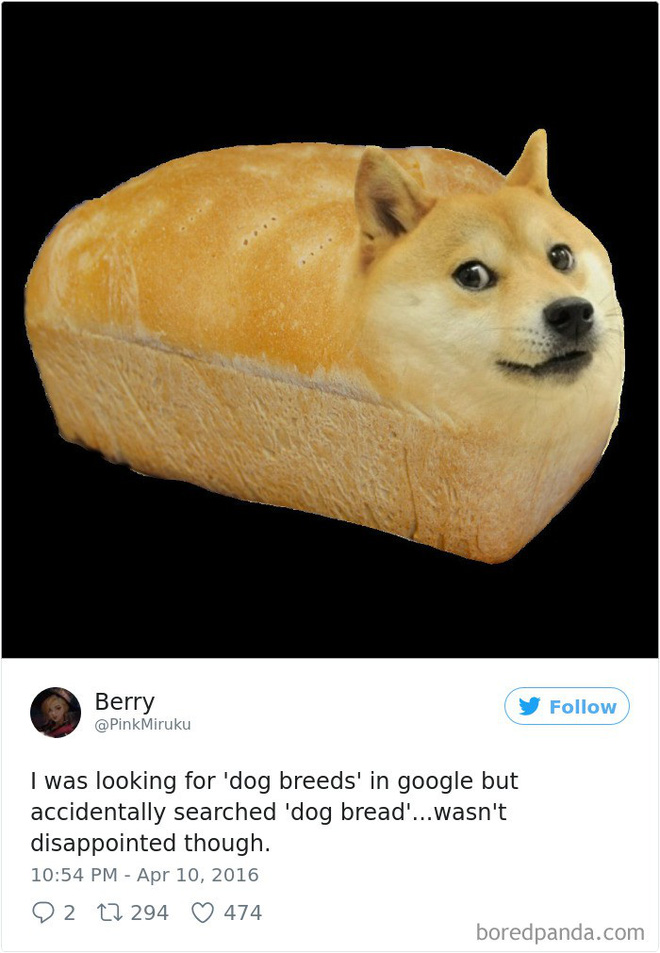 Berry
Follow
@PinkMiruku
I was looking for 'dog breeds' in google but
accidentally searched 'dog bread'...wasn't
disappointed though.
10:54 PM - Apr 10, 2016
2 294 474
boredpanda.com